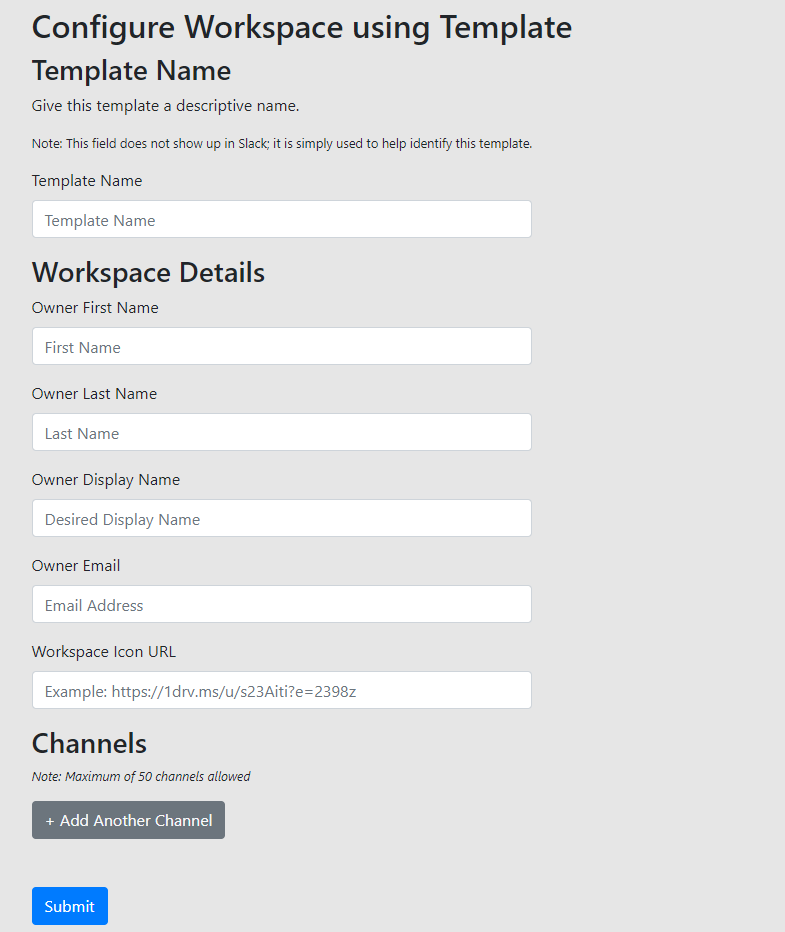 Configure Workspace using Template
Template Name
Give this template a descriptive name.
Note: This field does not show up in Slack; it is simply used to help identify this template.
Template Name
Template Name
Workspace Details
Owner First Name
First Name
Owner Last Name
Last Name
Owner Display Name
Desired Display Name
Owner Email
Email Address
Workspace Icon URL
Example: https://1drv.ms/u/s23Aiti?e=2398z
Channels
Note: Maximum of 50 channels allowed
+ Add Another Channel
Submit